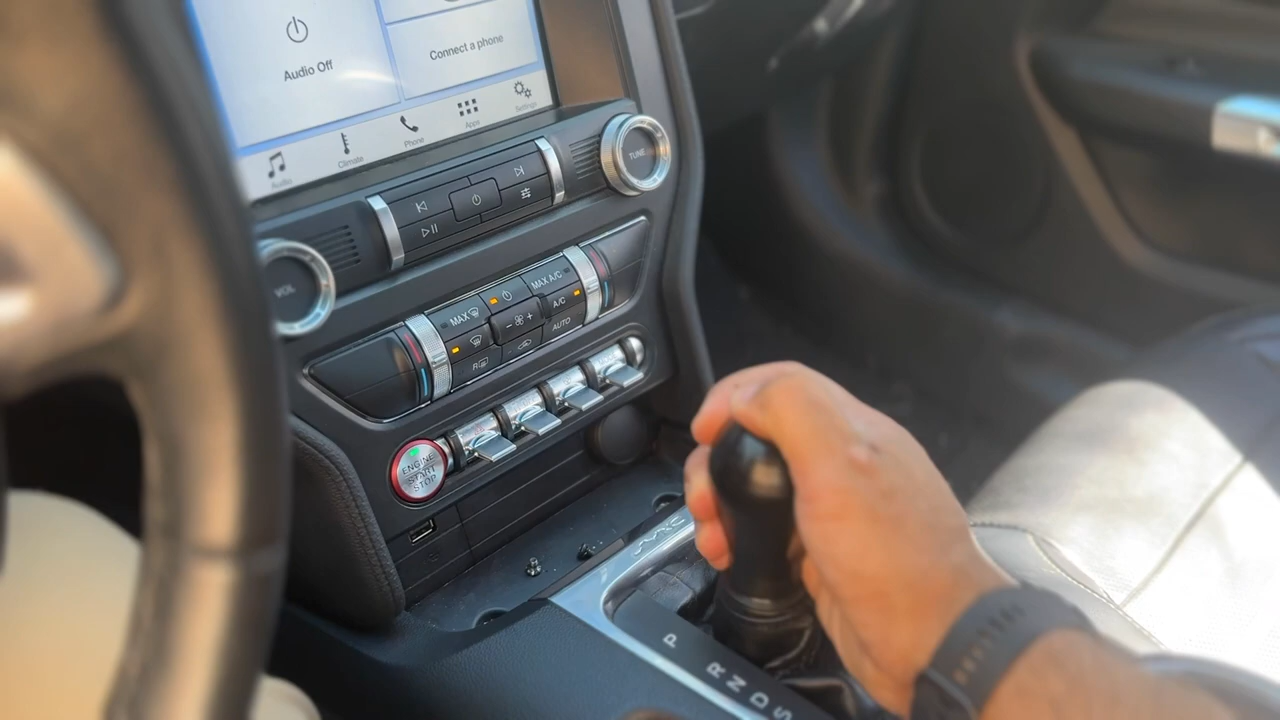 Audio Off
Connect a phone
Audio
Climate
Phone
Apps
Settings
TUNE
VOL
MAX
MAX A/C
A/C
AUTO
R
ENGINE
START
STOP
P
R
N
D
S